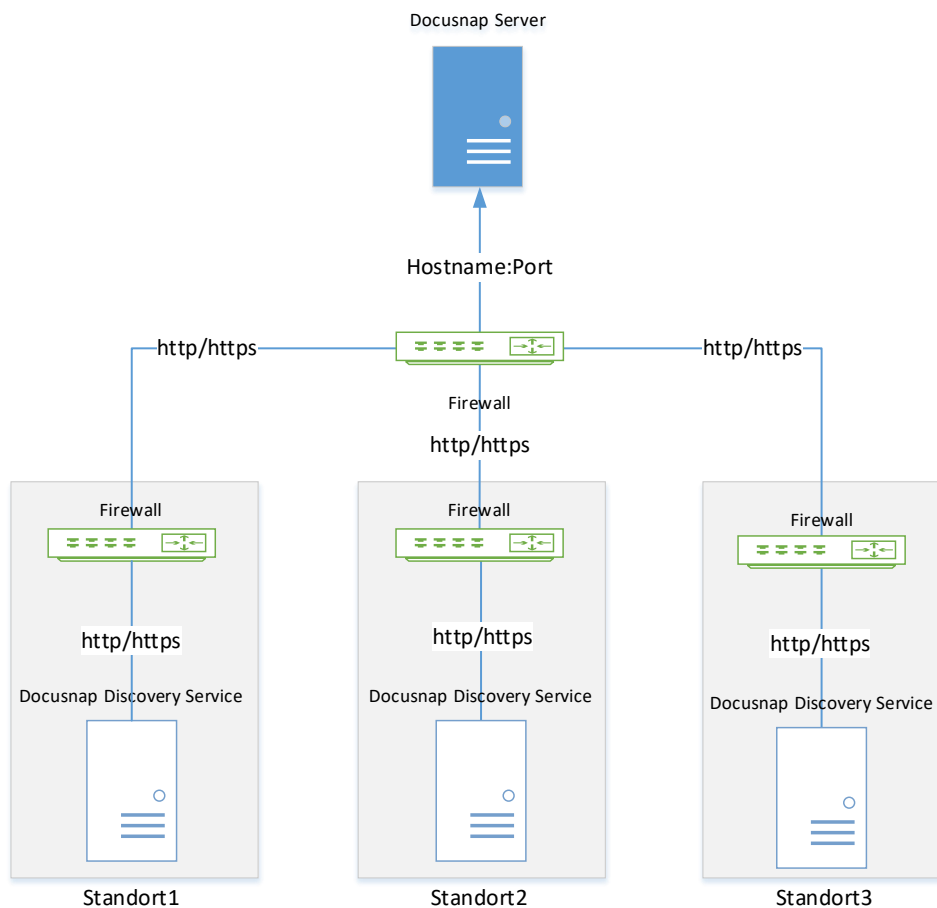 Docusnap Server
Hostname:Port
http/https
http/https
Firewall
http/https
Firewall
Firewall
Firewall
http/https
http/https
http/https
Docusnap Discovery Service
Docusnap Discovery Service
Docusnap Discovery Service
Standort1
Standort2
Standort3